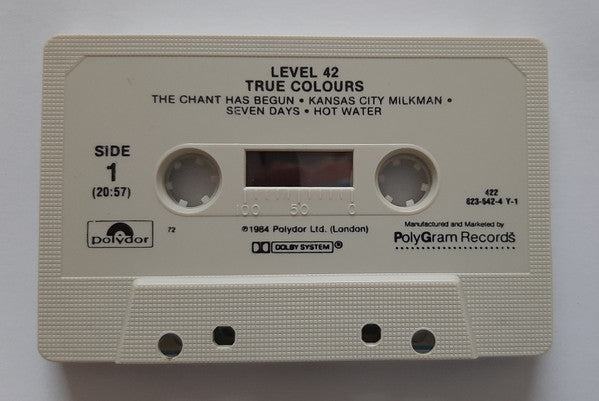 LEVEL 42
TRUE COLOURS
THE CHANT HAS BEGUN • KANSAS CITY MILKMAN •
SEVEN DAYS • HOT WATER
SIDE
1
(20:57)
100 50 0
422
823-542-4 Y-1
polydor
72
℗1984 Polydor Ltd. (London)
DOLBY SYSTEM ®
Manufactured and Marketed by
PolyGram Records